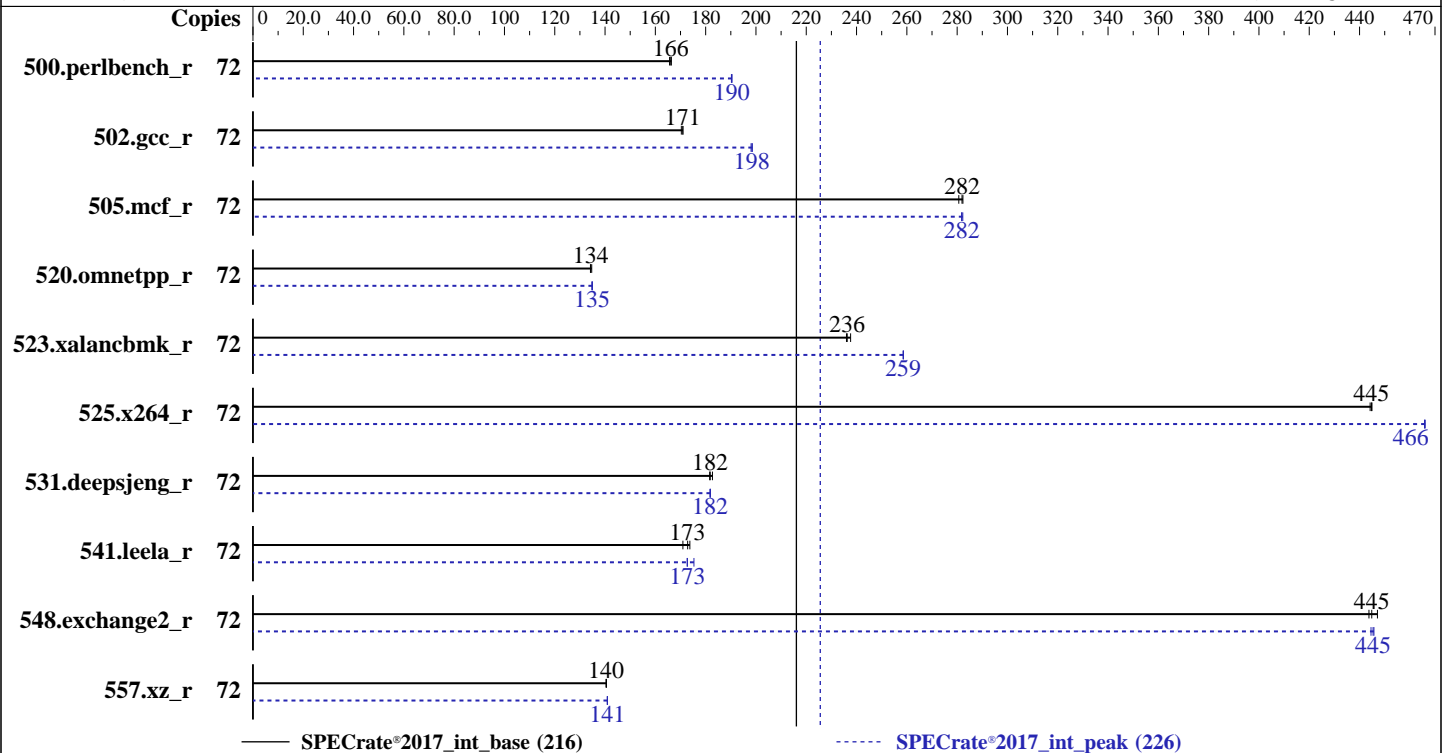 Copies 0 20.0 40.0 60.0 80.0 100 120 140 160 180 200 220 240 260 280 300 320 340 360 380 400 420 440 470
166
500.perlbench_r 72
190
171
502.gcc_r 72
198
282
505.mcf_r 72
282
134
520.omnetpp_r 72
135
236
523.xalancbmk_r 72
259
445
525.x264_r 72
466
182
531.deepsjeng_r 72
182
173
541.leela_r 72
173
445
548.exchange2_r 72
445
140
557.xz_r 72
141
SPECrate®2017_int_base (216) SPECrate®2017_int_peak (226)